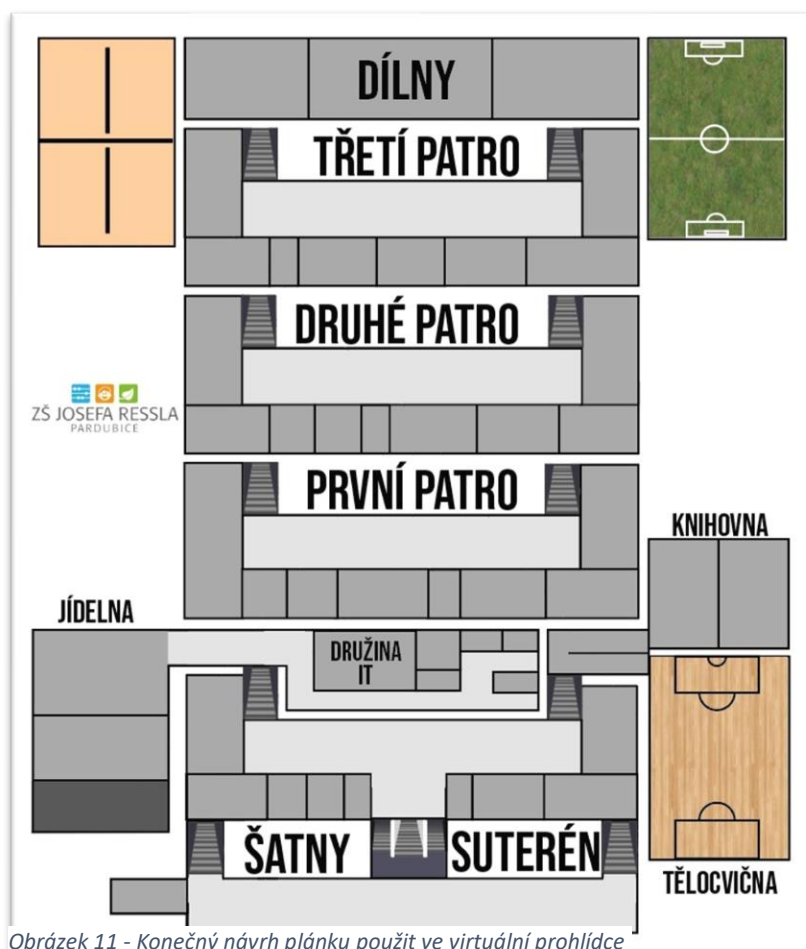 DÍLNY
TŘETÍ PATRO
DRUHÉ PATRO
ZŠ JOSEFA RESSLA
PARDUBICE
PRVNÍ PATRO
KNIHOVNA
JÍDELNA
DRUŽINA
IT
ŠATNY
SUTERÉN
TĚLOCVIČNA
Obrázek 11 - Konečný návrh plánku použit ve virtuální prohlídce